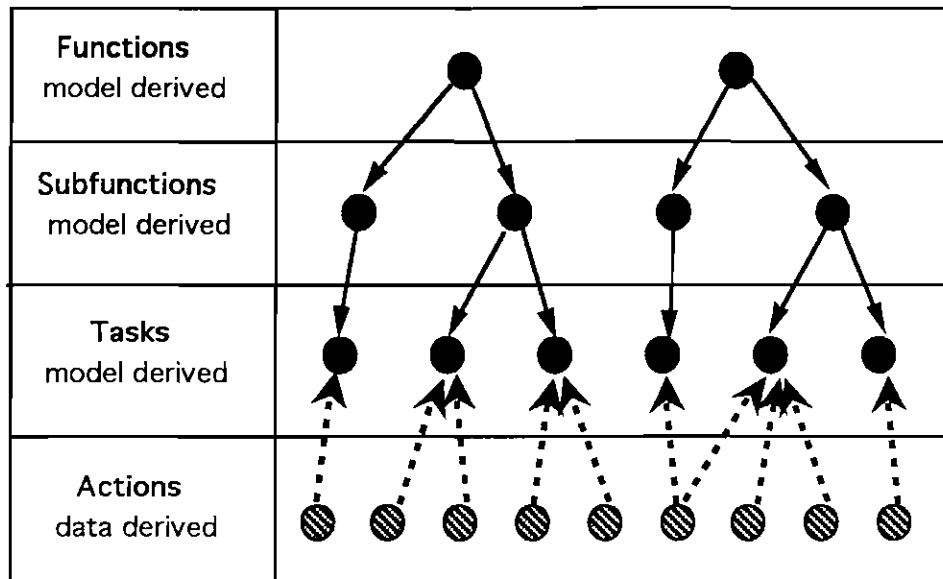 Functions
model derived
Subfunctions
model derived
Tasks
model derived
Actions
data derived